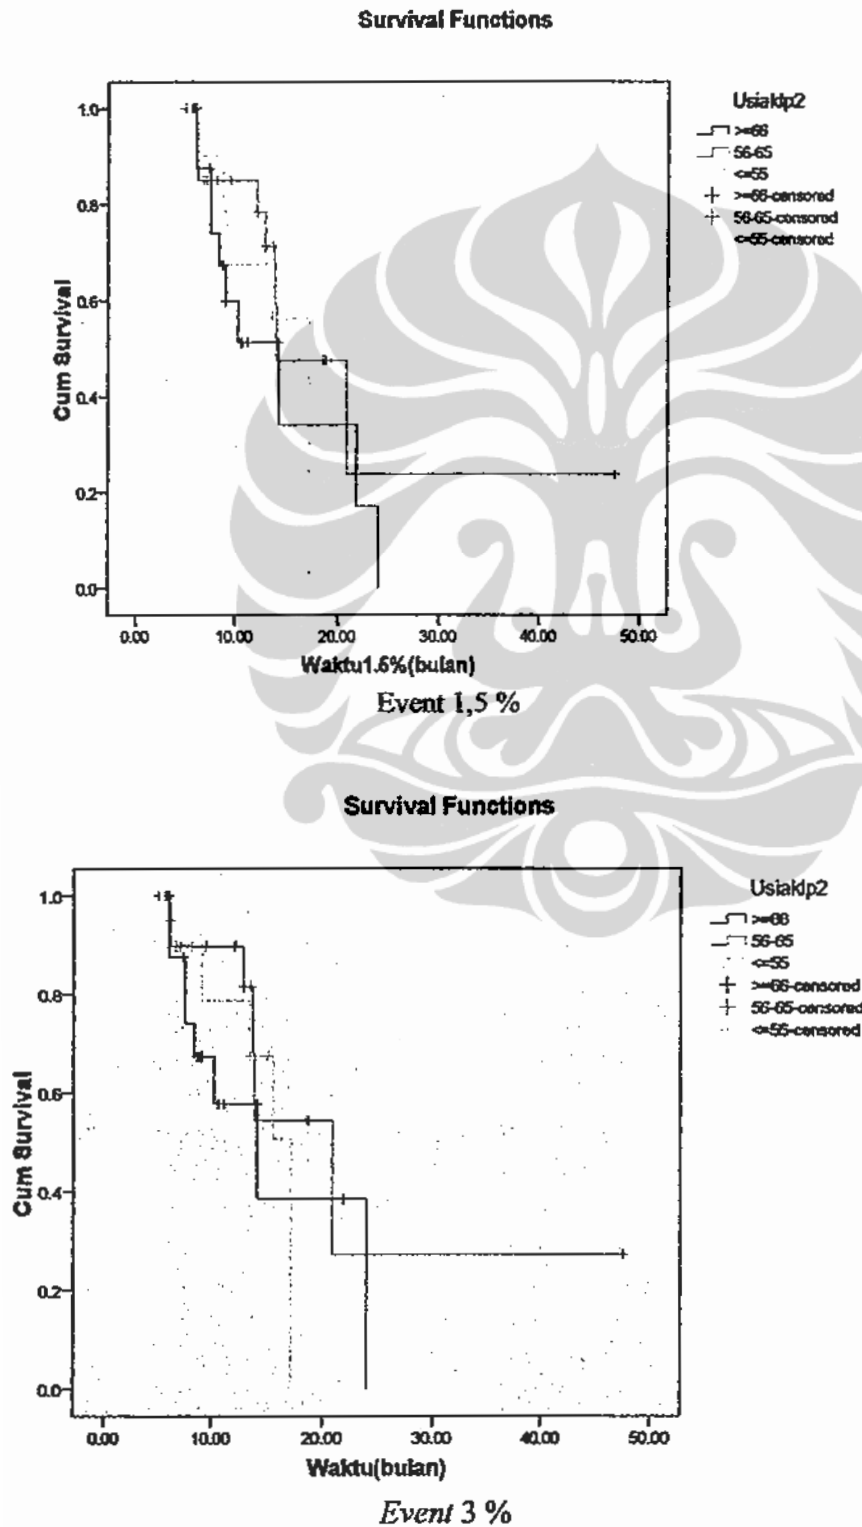 Survival Functions
Usiaklp2
>=66
56-65
<=55
>=66-censored
56-65-censored
<=55-censored
1.0
0.8
0.6
0.4
0.2
0.0
Cum Survival
0.00 10.00 20.00 30.00 40.00 50.00
Waktu1.5%(bulan)
Event 1,5 %
Survival Functions
Usiaklp2
>=66
56-65
<=55
>=66-censored
56-65-censored
<=55-censored
1.0
0.8
0.6
0.4
0.2
0.0
Cum Survival
0.00 10.00 20.00 30.00 40.00 50.00
Waktu(bulan)
Event 3 %